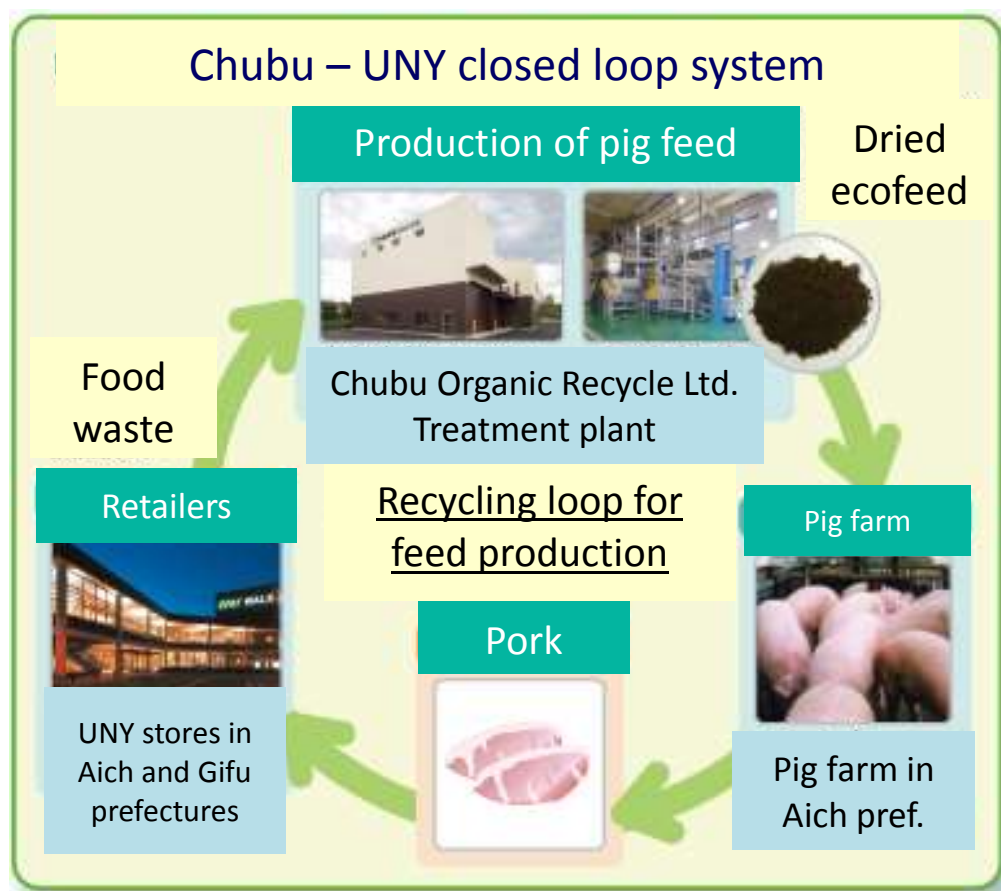 Chubu – UNY closed loop system
Production of pig feed
Dried
ecofeed
Chubu Organic Recycle Ltd.
Treatment plant
Food
waste
Retailers
Recycling loop for
feed production
Pig farm
Pork
UNY stores in
Aich and Gifu
prefectures
Pig farm in
Aich pref.